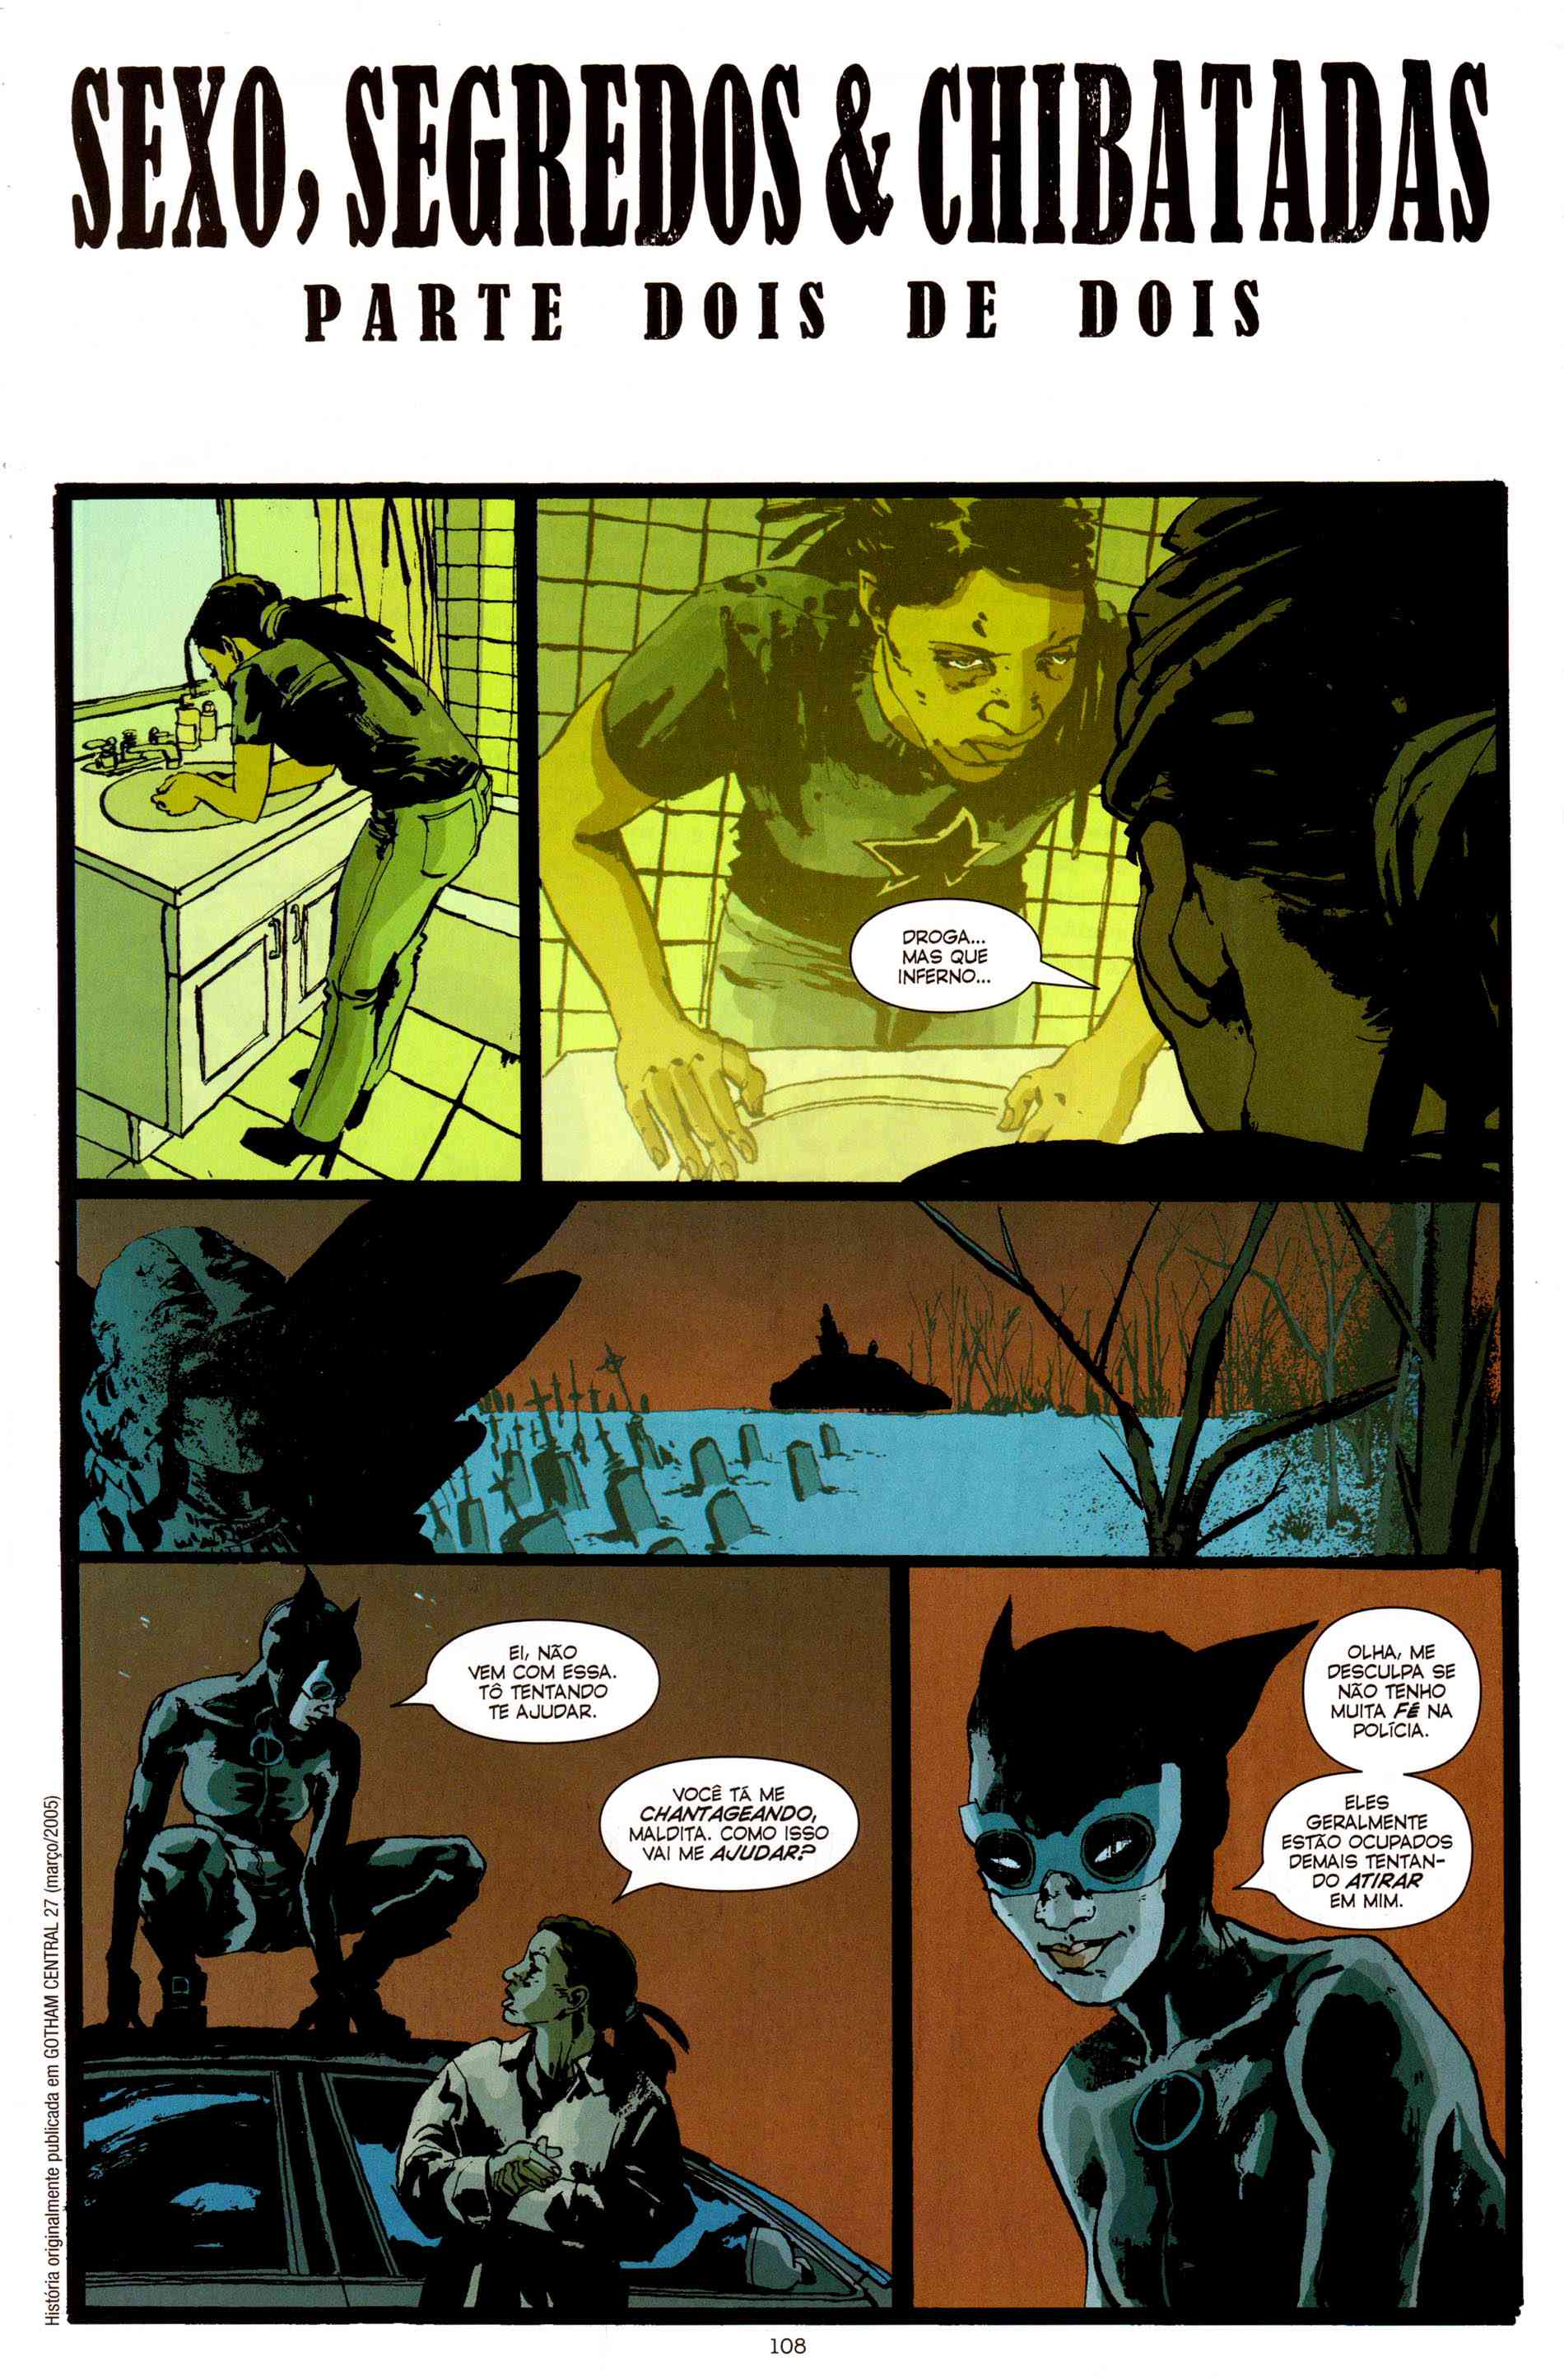 SEXO, SEGREDOS & CHIBATADAS
PARTE DOIS DE DOIS
DROGA...
MAS QUE
INFERNO...
EI, NÃO
VEM COM ESSA.
TÔ TENTANDO
TE AJUDAR.
VOCÊ TÁ ME
CHANTAGEANDO,
MALDITA. COMO ISSO
VAI ME AJUDAR?
OLHA, ME
DESCULPA SE
NÃO TENHO
MUITA FÉ NA
POLÍCIA.
ELES
GERALMENTE
ESTÃO OCUPADOS
DEMAIS TENTAN-
DO ATIRAR
EM MIM.
História originalmente publicada em GOTHAM CENTRAL 27 (março/2005)
108